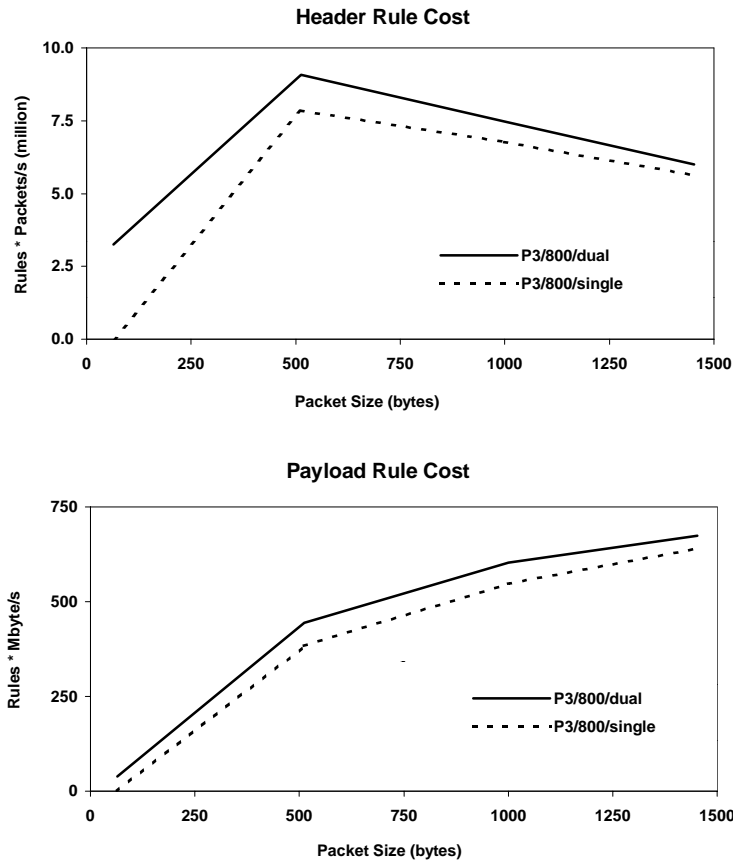 Header Rule Cost
10.0
7.5
5.0
2.5
0.0
Rules * Packets/s (million)
P3/800/dual
P3/800/single
0 250 500 750 1000 1250 1500
Packet Size (bytes)
Payload Rule Cost
750
500
250
0
Rules * Mbyte/s
P3/800/dual
P3/800/single
0 250 500 750 1000 1250 1500
Packet Size (bytes)